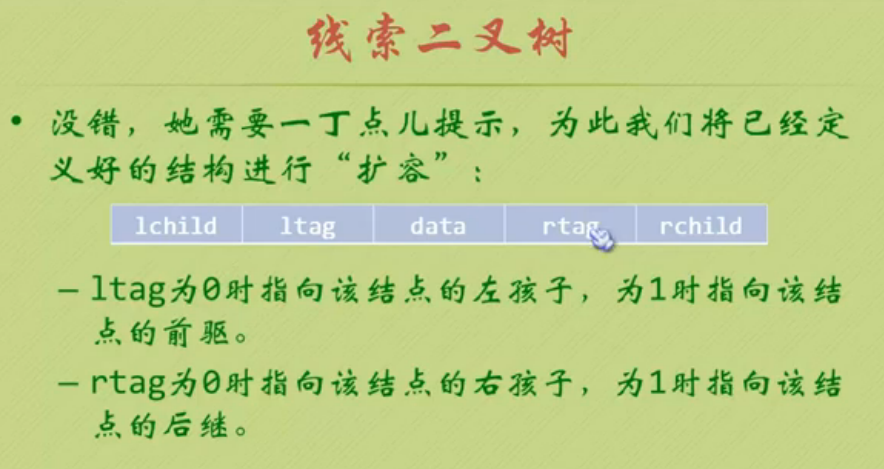 线索二叉树
• 没错，她需要一丁点儿提示，为此我们将已经定
义好的结构进行“扩容”：
lchild ltag data rtag rchild
– ltag为0时指向该结点的左孩子，为1时指向该结
点的前驱。
– rtag为0时指向该结点的右孩子，为1时指向该结
点的后继。